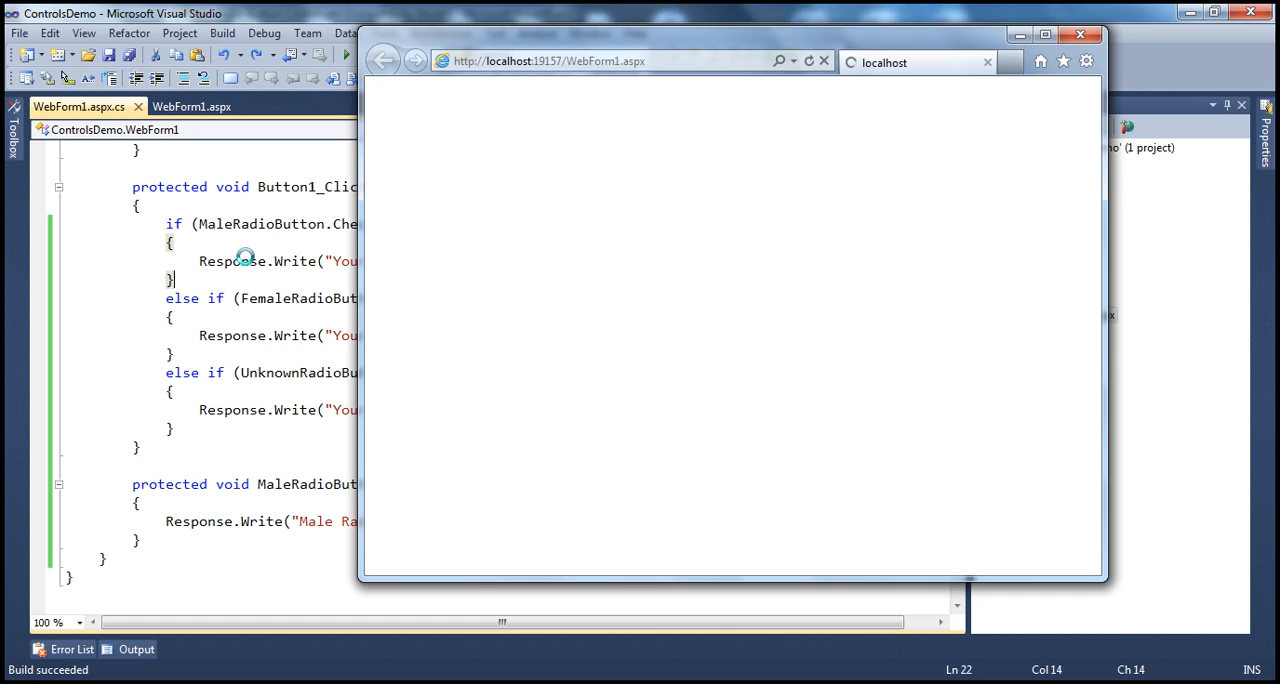 ControlsDemo - Microsoft Visual Studio
File Edit View Refactor Project Build Debug Team Data
http://localhost:19157/WebForm1.aspx
localhost
WebForm1.aspx.cs WebForm1.aspx
ControlsDemo.WebForm1
Toolbox
Properties
no' (1 project)
}
protected void Button1_Clic
{
if (MaleRadioButton.Che
{
Response.Write("You
}
else if (FemaleRadioButt
{
Response.Write("You
}
else if (UnknownRadioBu
{
Response.Write("You
}
}
protected void MaleRadioButt
{
Response.Write("Male Ra
}
}
}
x
100 %
Error List Output
Build succeeded Ln 22 Col 14 Ch 14 INS